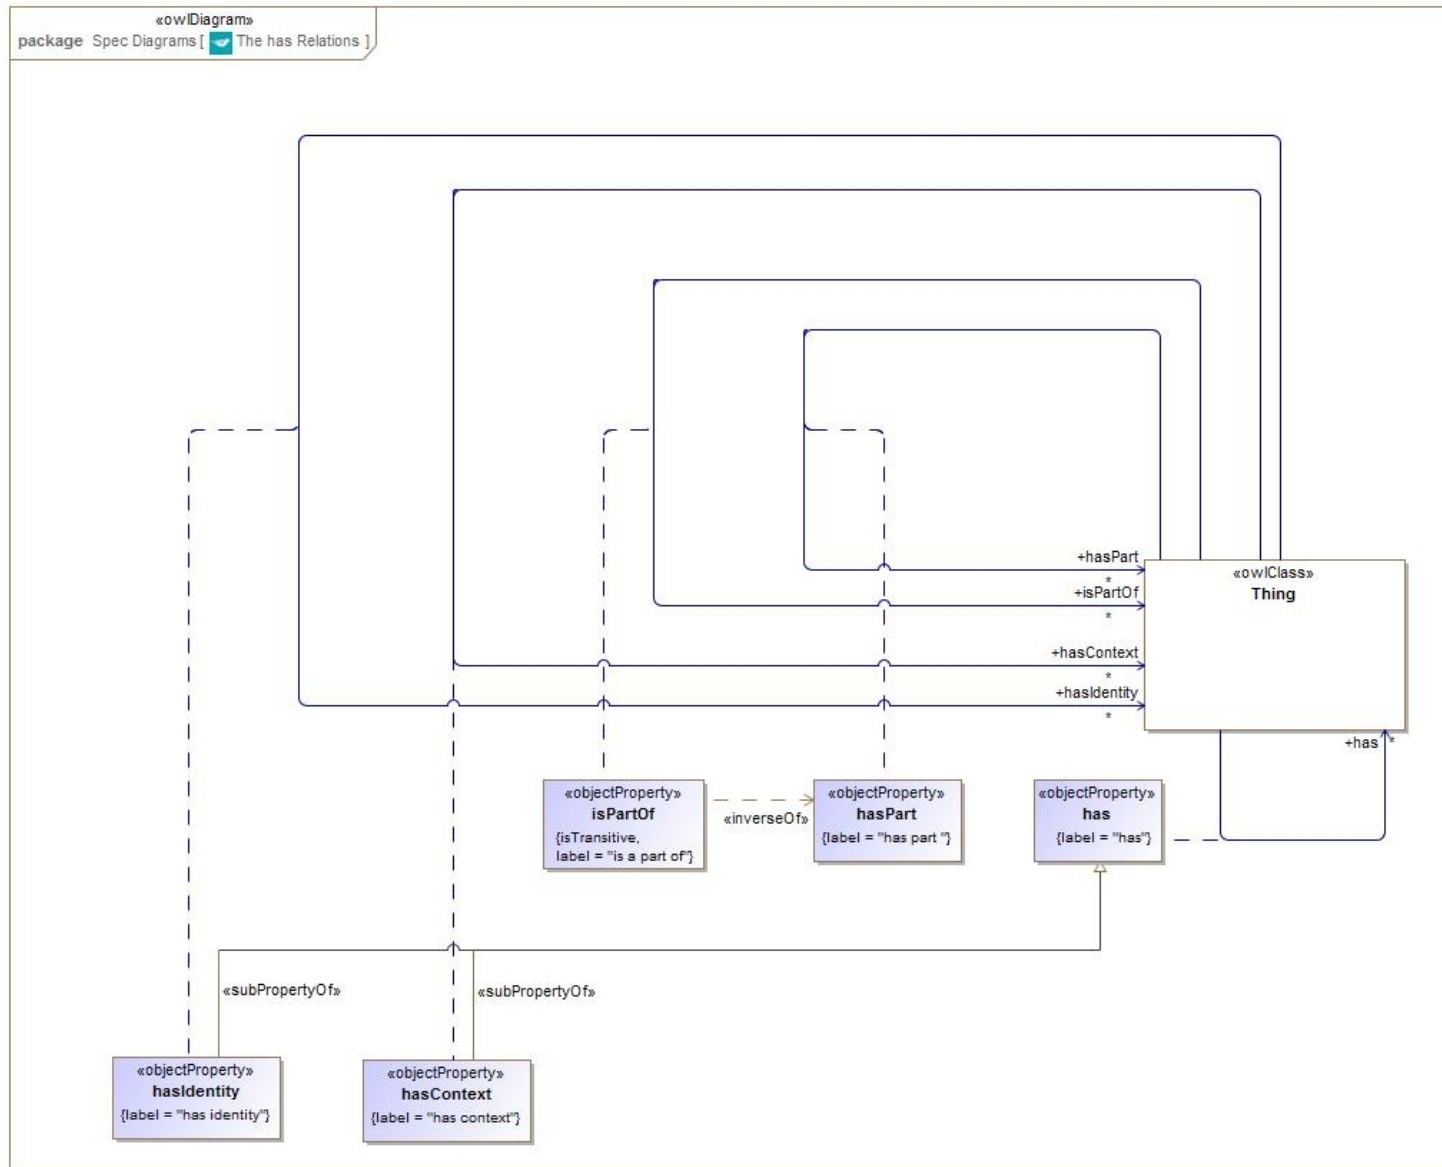 «owlDiagram»
package Spec Diagrams [ The has Relations ]
+hasPart
*
«owlClass»
Thing
+isPartOf
*
+hasContext
*
+hasIdentity
*
+has *
«objectProperty»
isPartOf
{isTransitive,
label = "is a part of"}
«inverseOf»
«objectProperty»
hasPart
{label = "has part "}
«objectProperty»
has
{label = "has"}
«subPropertyOf»
«subPropertyOf»
«objectProperty»
hasIdentity
{label = "has identity"}
«objectProperty»
hasContext
{label = "has context"}